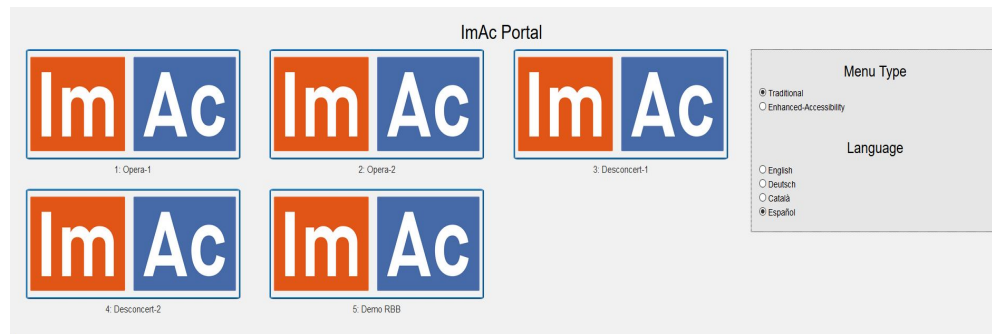 ImAc Portal
Im Ac
Im Ac
Im Ac
1: Opera-1
2: Opera-2
3: Desconcert-1
Im Ac
Im Ac
4: Desconcert-2
5: Demo RBB
Menu Type
Traditional
Enhanced-Accessibility
Language
English
Deutsch
Català
Español